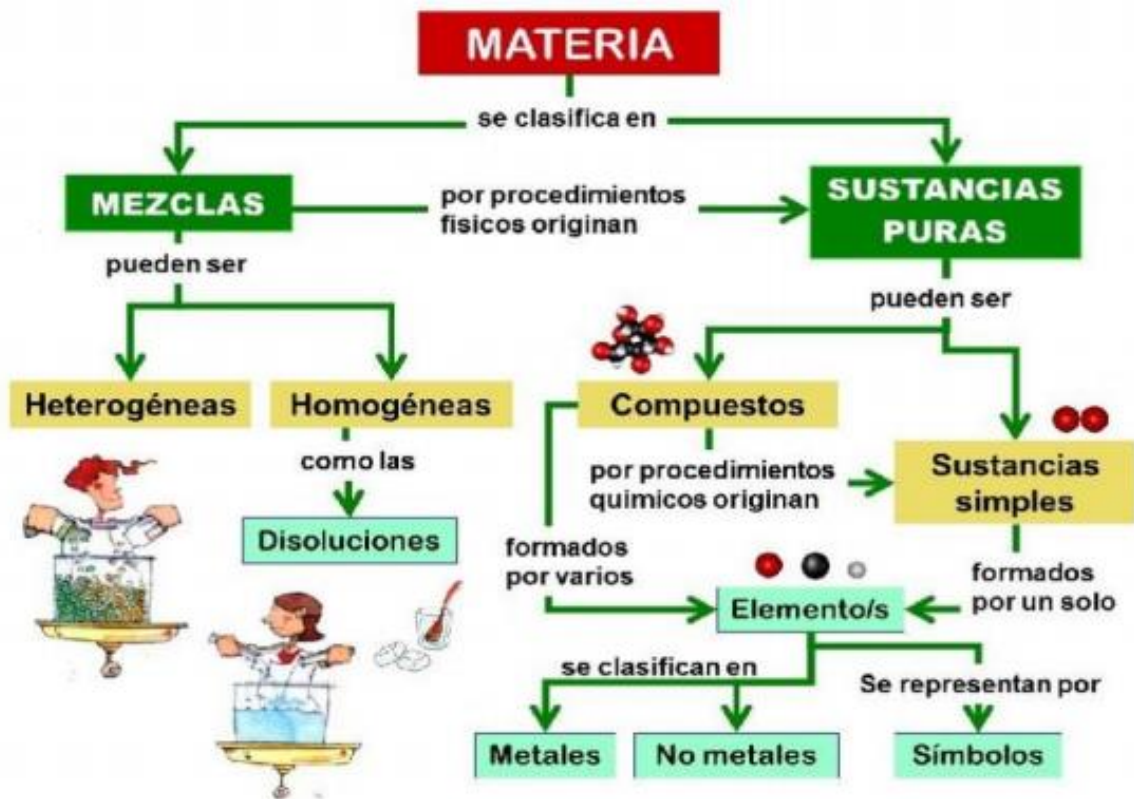 MATERIA
se clasifica en
MEZCLAS
por procedimientos
físicos originan
SUSTANCIAS
PURAS
pueden ser
pueden ser
Heterogéneas
Homogéneas
Compuestos
como las
por procedimientos
químicos originan
Sustancias
simples
Disoluciones
formados
por varios
formados
por un solo
Elemento/s
se clasifican en
Se representan por
Metales
No metales
Símbolos